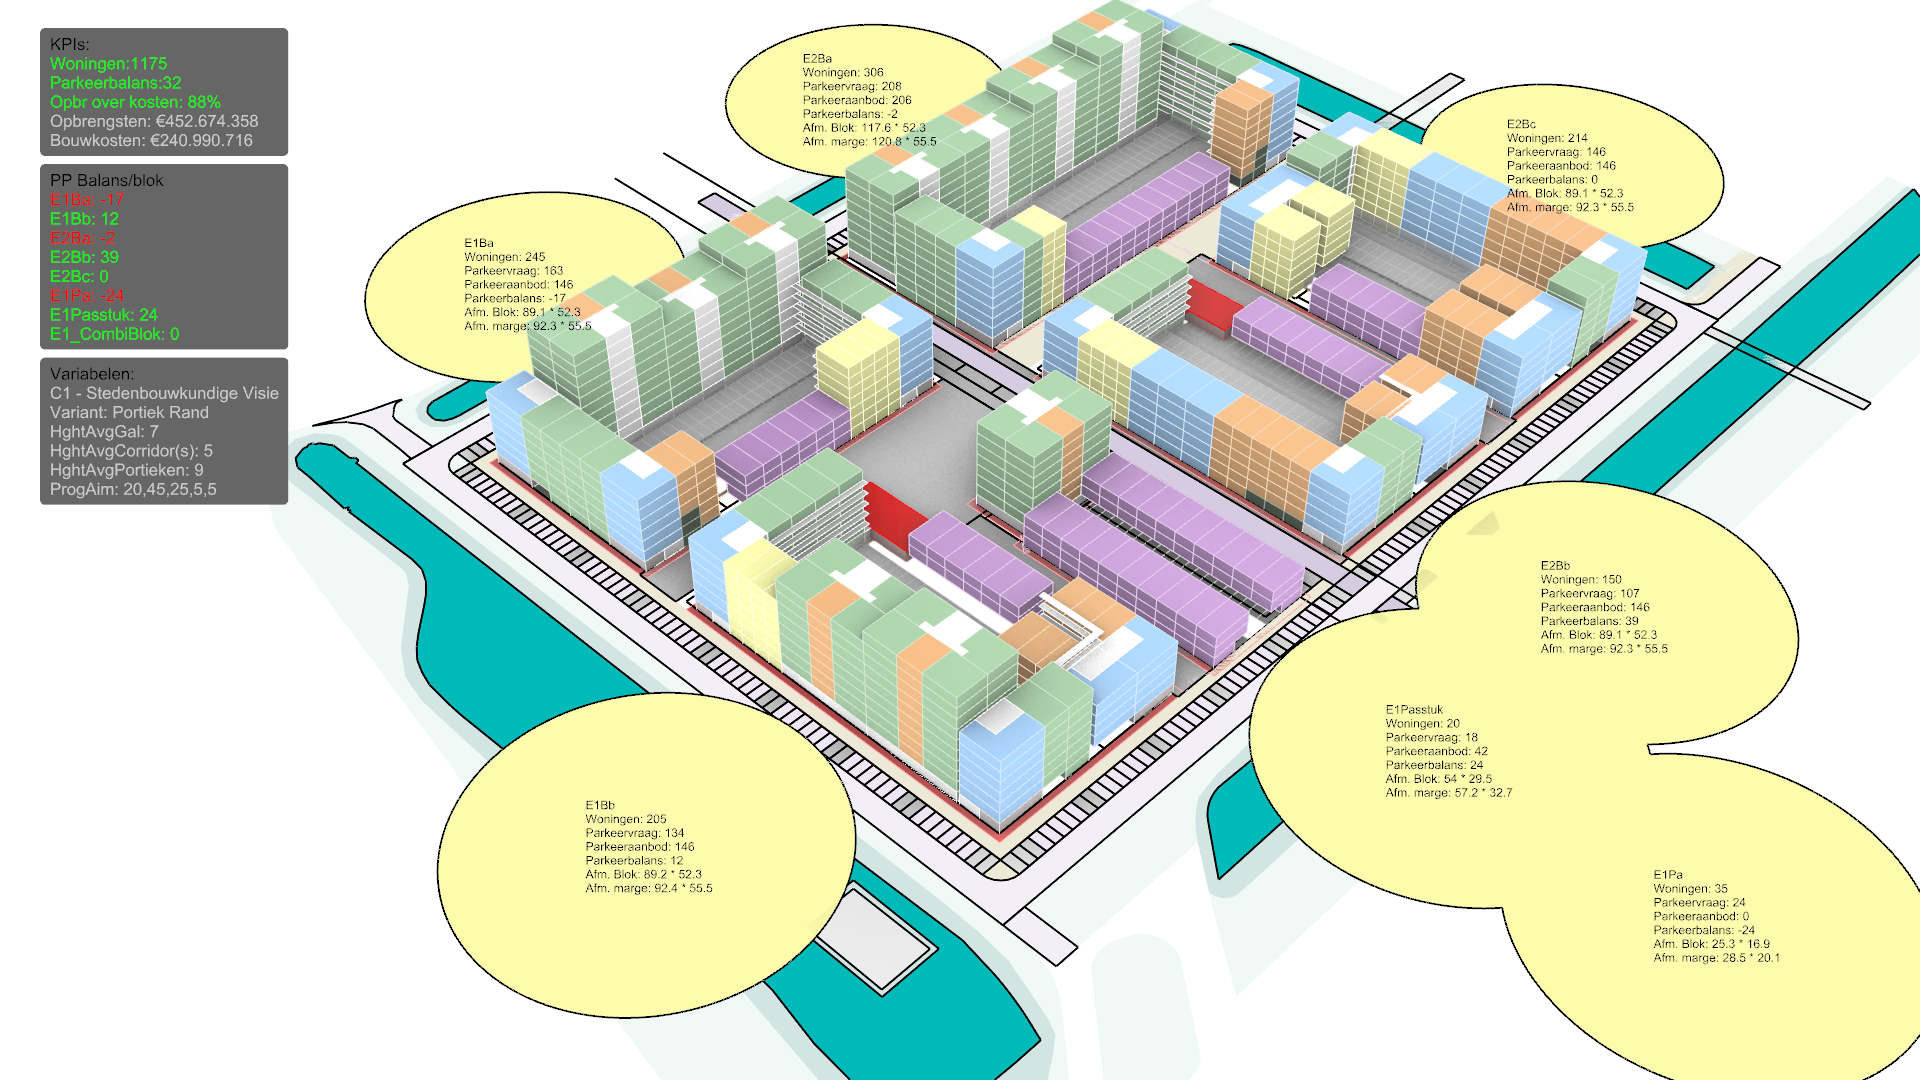 KPIs:
Woningen:1175
Parkeerbalans:32
Opbr over kosten: 88%
Opbrengsten: €452.674.358
Bouwkosten: €240.990.716
PP Balans/blok
E1Ba: -17
E1Bb: 12
E2Ba: -2
E2Bb: 39
E2Bc: 0
E1Pa: -24
E1Passtuk: 24
E1_CombiBlok: 0
Variabelen:
C1 - Stedenbouwkundige Visie
Variant: Portiek Rand
HghtAvgGal: 7
HghtAvgCorridor(s): 5
HghtAvgPortieken: 9
ProgAim: 20,45,25,5,5
E2Ba
Woningen: 306
Parkeervraag: 208
Parkeeraanbod: 206
Parkeerbalans: -2
Afm. Blok: 117.6 * 52.3
Afm. marge: 120.8 * 55.5
E2Bc
Woningen: 214
Parkeervraag: 146
Parkeeraanbod: 146
Parkeerbalans: 0
Afm. Blok: 89.1 * 52.3
Afm. marge: 92.3 * 55.5
E1Ba
Woningen: 245
Parkeervraag: 163
Parkeeraanbod: 146
Parkeerbalans: -17
Afm. Blok: 89.1 * 52.3
Afm. marge: 92.3 * 55.5
E2Bb
Woningen: 150
Parkeervraag: 107
Parkeeraanbod: 146
Parkeerbalans: 39
Afm. Blok: 89.1 * 52.3
Afm. marge: 92.3 * 55.5
E1Passtuk
Woningen: 20
Parkeervraag: 18
Parkeeraanbod: 42
Parkeerbalans: 24
Afm. Blok: 54 * 29.5
Afm. marge: 57.2 * 32.7
E1Bb
Woningen: 205
Parkeervraag: 134
Parkeeraanbod: 146
Parkeerbalans: 12
Afm. Blok: 89.2 * 52.3
Afm. marge: 92.4 * 55.5
E1Pa
Woningen: 35
Parkeervraag: 24
Parkeeraanbod: 0
Parkeerbalans: -24
Afm. Blok: 25.3 * 16.9
Afm. marge: 28.5 * 20.1